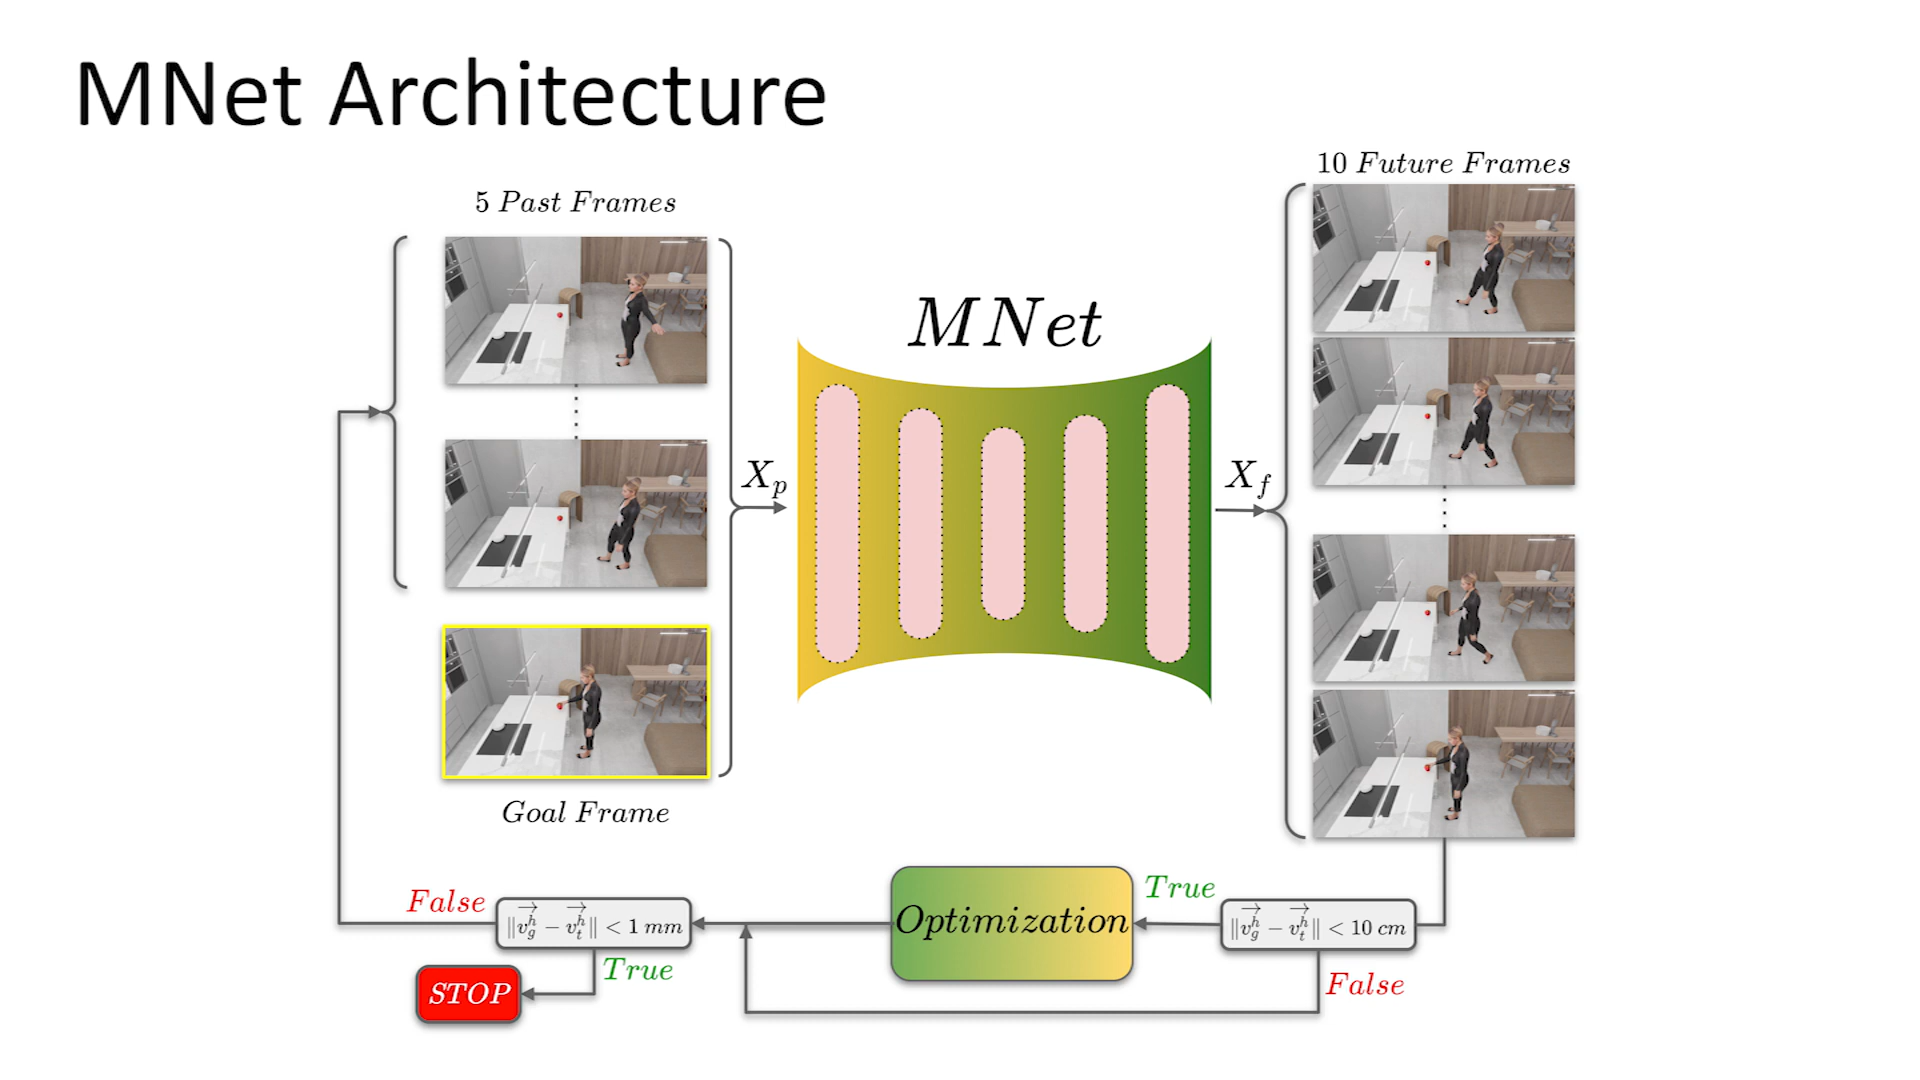 MNet Architecture
10 Future Frames
5 Past Frames
MNet
X_p
X_f
Goal Frame
False
‖v_g^h − v_t^h‖ < 1 mm
True
STOP
Optimization
True
‖v_g^h − v_t^h‖ < 10 cm
False